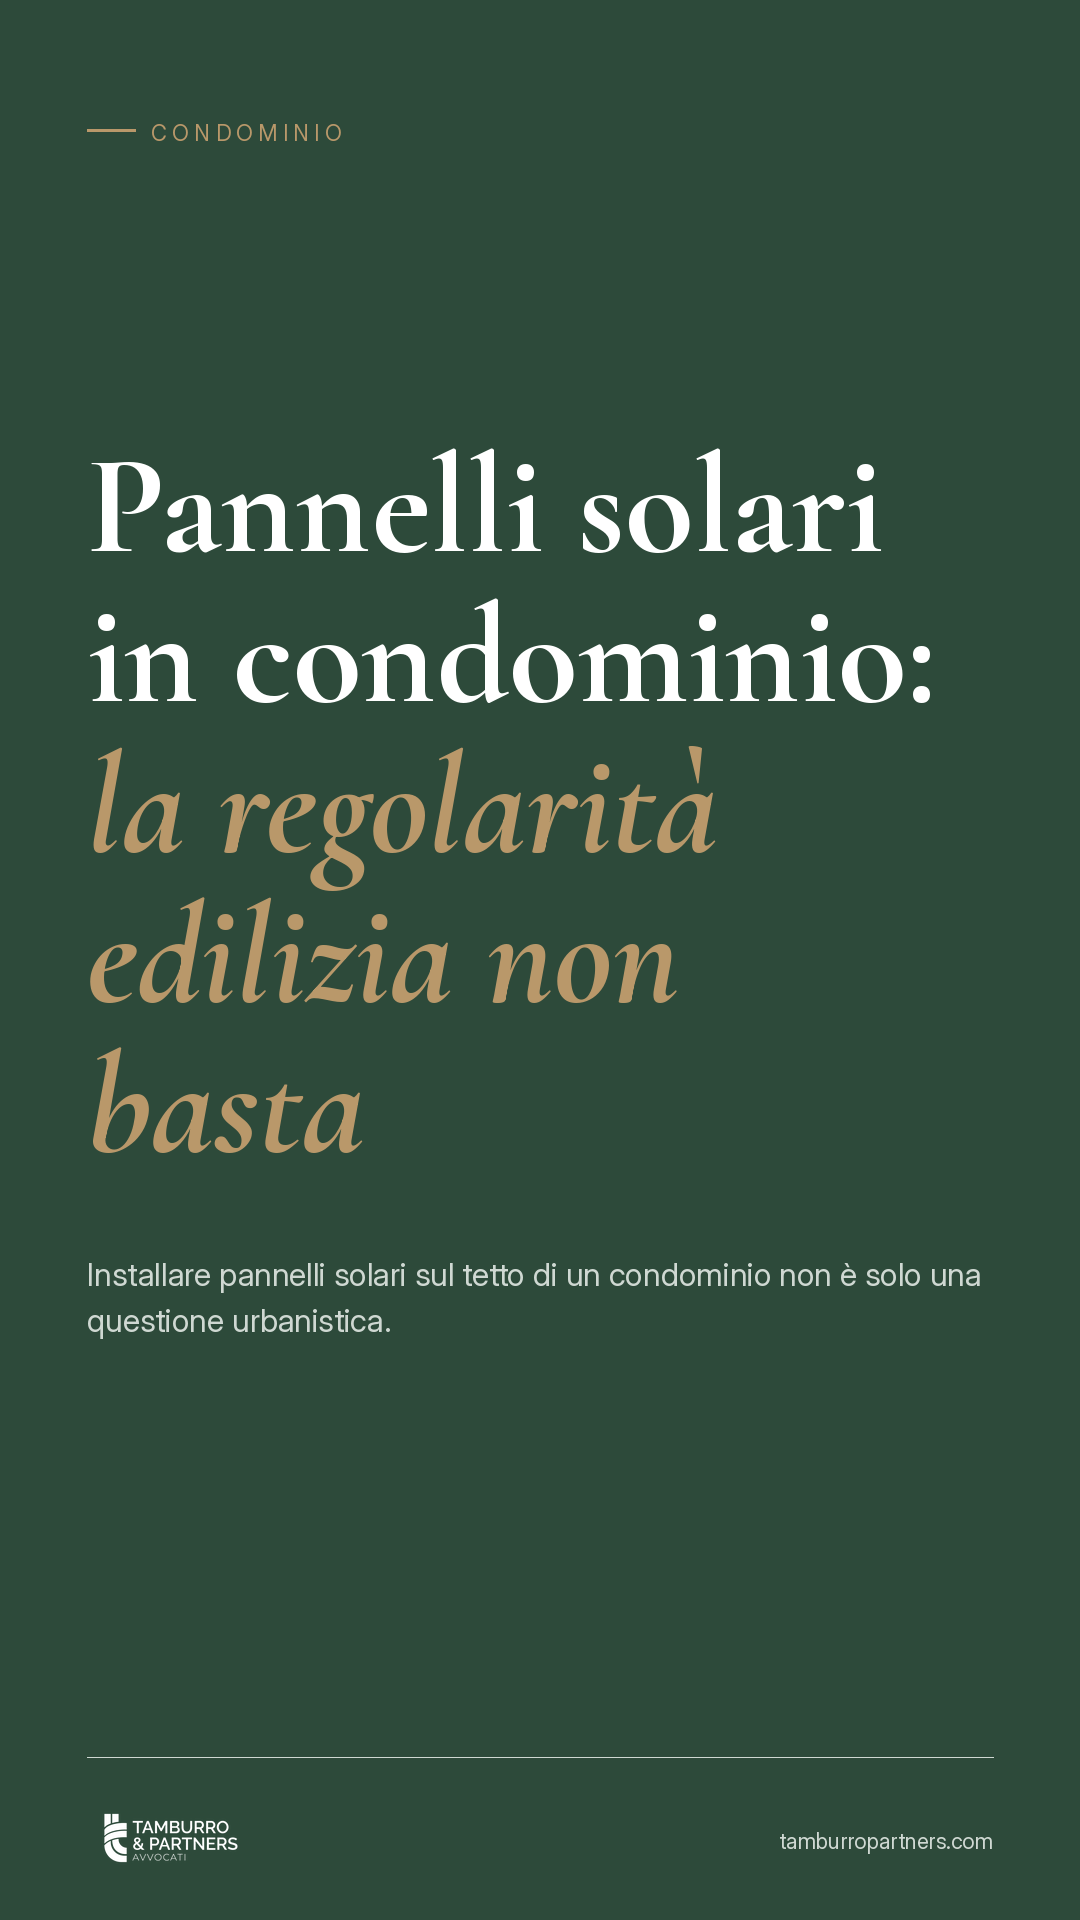 CONDOMINIO
Pannelli solari
in condominio:
la regolarità
edilizia non
basta
Installare pannelli solari sul tetto di un condominio non è solo una
questione urbanistica.
TAMBURRO
& PARTNERS
AVVOCATI
tamburropartners.com